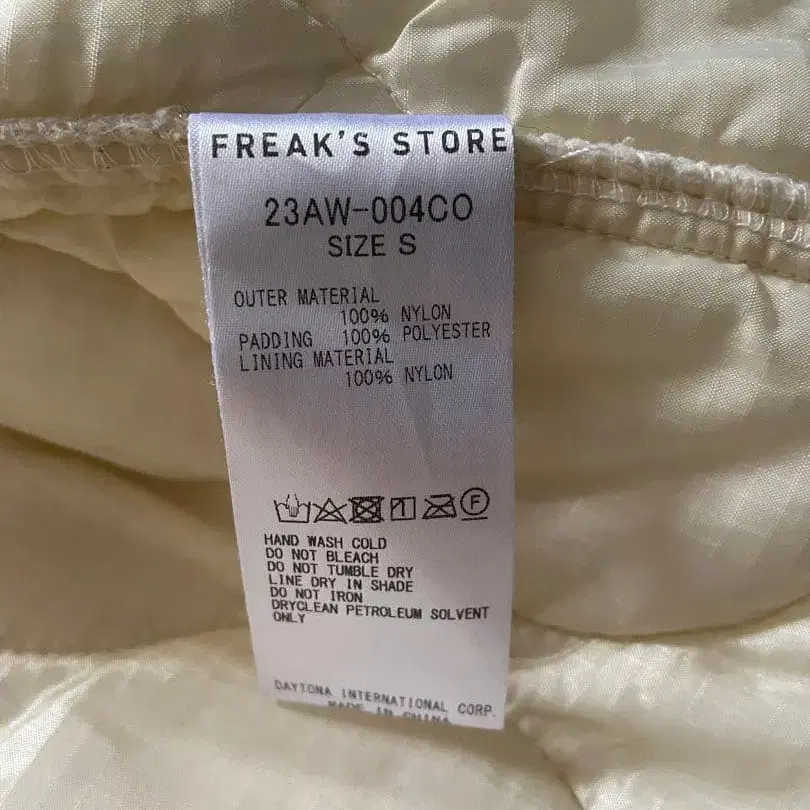 FREAK'S STORE
23AW-004CO
SIZE S
OUTER MATERIAL
100% NYLON
PADDING 100% POLYESTER
LINING MATERIAL
100% NYLON
F
HAND WASH COLD
DO NOT BLEACH
DO NOT TUMBLE DRY
LINE DRY IN SHADE
DO NOT IRON
DRYCLEAN PETROLEUM SOLVENT
ONLY
DAYTONA INTERNATIONAL CORP.
MADE IN CHINA